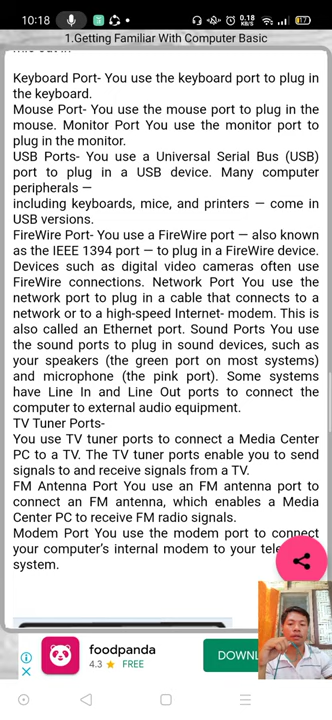 10:18
0.18
KB/S
1.Getting Familiar With Computer Basic
Keyboard Port- You use the keyboard port to plug in
the keyboard.
Mouse Port- You use the mouse port to plug in the
mouse. Monitor Port You use the monitor port to
plug in the monitor.
USB Ports- You use a Universal Serial Bus (USB)
port to plug in a USB device. Many computer
peripherals —
including keyboards, mice, and printers — come in
USB versions.
FireWire Port- You use a FireWire port — also known
as the IEEE 1394 port — to plug in a FireWire device.
Devices such as digital video cameras often use
FireWire connections. Network Port You use the
network port to plug in a cable that connects to a
network or to a high-speed Internet- modem. This is
also called an Ethernet port. Sound Ports You use
the sound ports to plug in sound devices, such as
your speakers (the green port on most systems)
and microphone (the pink port). Some systems
have Line In and Line Out ports to connect the
computer to external audio equipment.
TV Tuner Ports-
You use TV tuner ports to connect a Media Center
PC to a TV. The TV tuner ports enable you to send
signals to and receive signals from a TV.
FM Antenna Port You use an FM antenna port to
connect an FM antenna, which enables a Media
Center PC to receive FM radio signals.
Modem Port You use the modem port to connect
your computer's internal modem to your tele
system.
foodpanda
4.3 ★ FREE
DOWNL